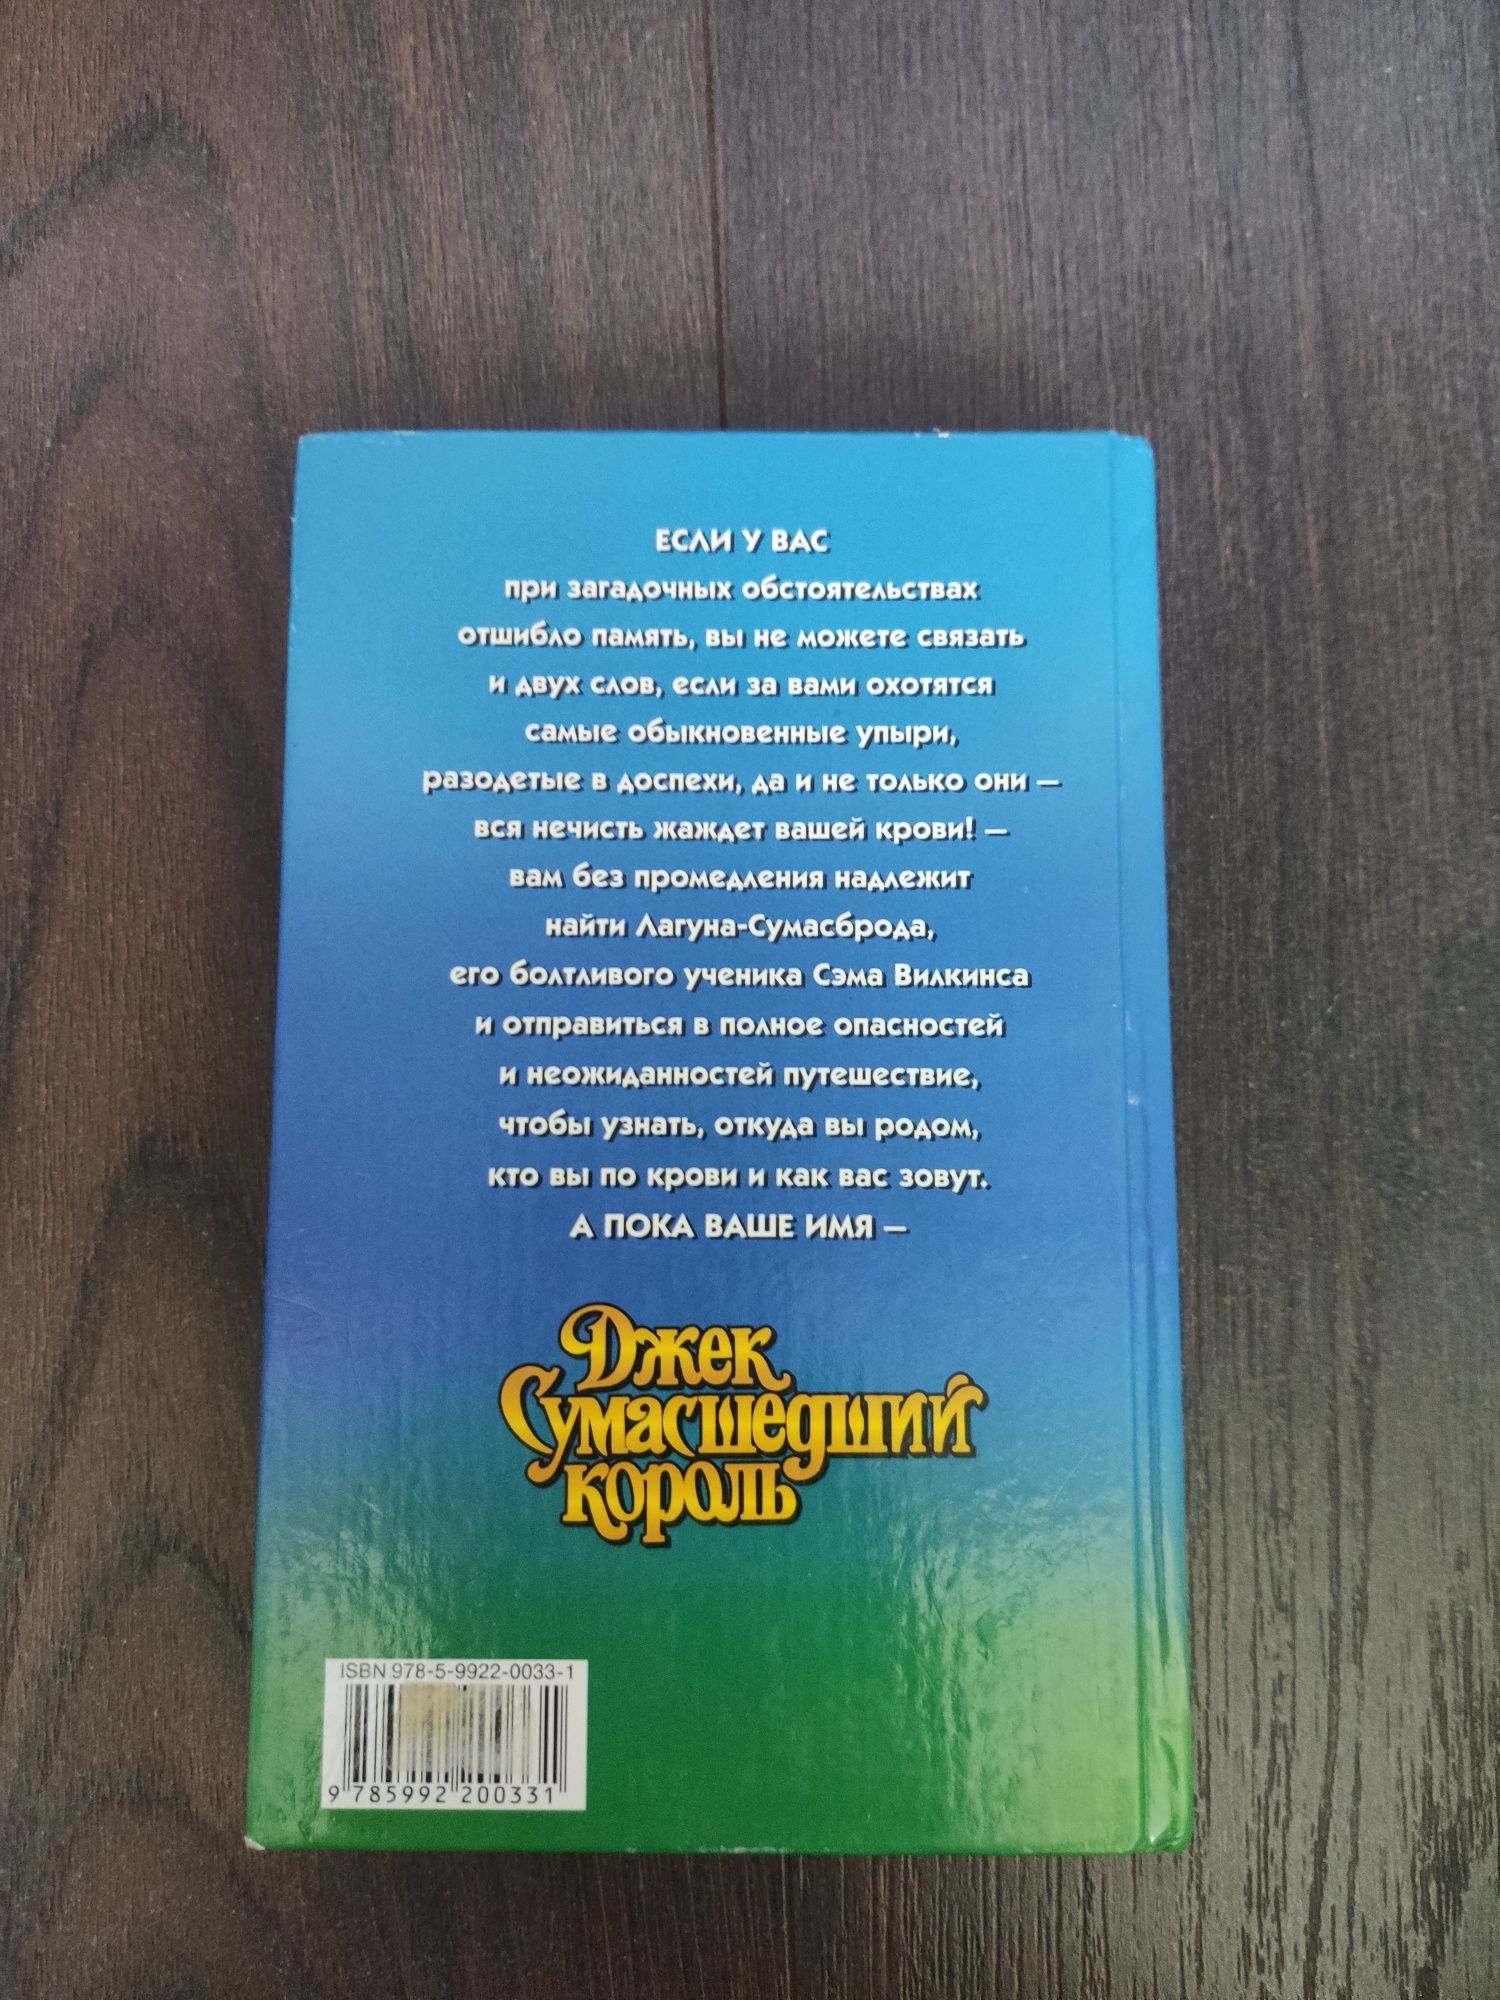 ЕСЛИ У ВАС
при загадочных обстоятельствах
отшибло память, вы не можете связать
и двух слов, если за вами охотятся
самые обыкновенные упыри,
разодетые в доспехи, да и не только они —
вся нечисть жаждет вашей крови! —
вам без промедления надлежит
найти Лагуна-Сумасброда,
его болтливого ученика Сэма Вилкинса
и отправиться в полное опасностей
и неожиданностей путешествие,
чтобы узнать, откуда вы родом,
кто вы по крови и как вас зовут.
А ПОКА ВАШЕ ИМЯ —
Джек
Сумасшедший
король
ISBN 978-5-9922-0033-1
9 785992 200331